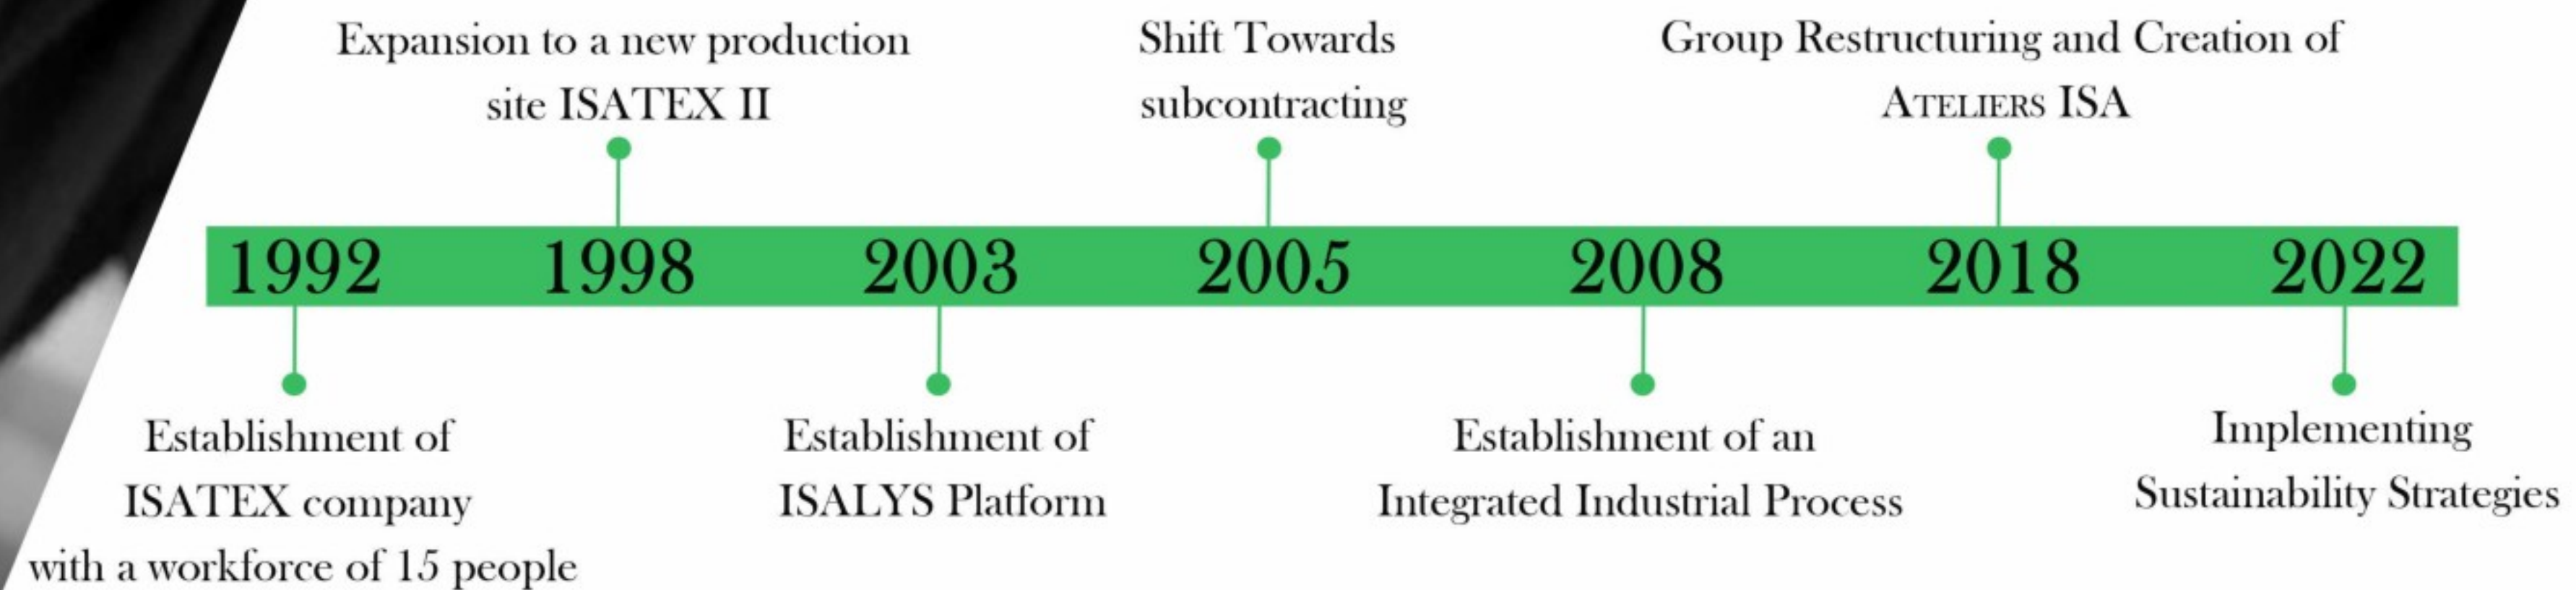 Expansion to a new production
site ISATEX II
Shift Towards
subcontracting
Group Restructuring and Creation of
ATELIERS ISA
1992 1998 2003 2005 2008 2018 2022
Establishment of
ISATEX company
with a workforce of 15 people
Establishment of
ISALYS Platform
Establishment of an
Integrated Industrial Process
Implementing
Sustainability Strategies